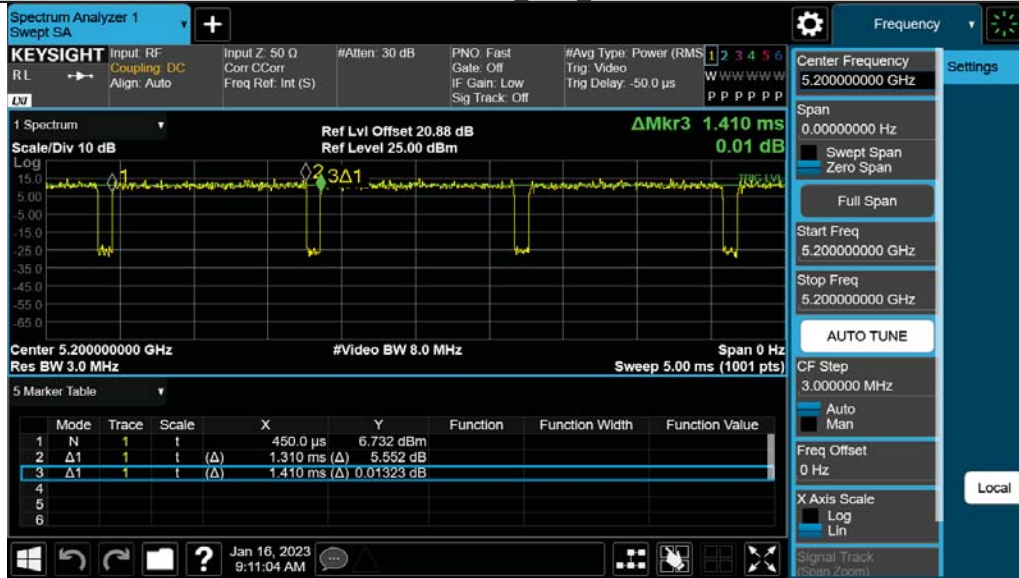 Spectrum Analyzer 1
Swept SA
+
Frequency
KEYSIGHT
RL
LXI
Input: RF
Coupling: DC
Align: Auto
Input Z: 50 Ω
Corr CCorr
Freq Ref: Int (S)
#Atten: 30 dB
PNO: Fast
Gate: Off
IF Gain: Low
Sig Track: Off
#Avg Type: Power (RMS
Trig: Video
Trig Delay: -50.0 µs
1 2 3 4 5 6
W W W W W W
P P P P P P
1 Spectrum
Scale/Div 10 dB
Ref Lvl Offset 20.88 dB
Ref Level 25.00 dBm
ΔMkr3 1.410 ms
0.01 dB
Log
15.0
5.00
-5.00
-15.0
-25.0
-35.0
-45.0
-55.0
-65.0
1
2
3Δ1
TRIG LVL
Center 5.200000000 GHz
Res BW 3.0 MHz
#Video BW 8.0 MHz
Span 0 Hz
Sweep 5.00 ms (1001 pts)
5 Marker Table
Mode Trace Scale X Y Function Function Width Function Value
1 N 1 t 450.0 µs 6.732 dBm
2 Δ1 1 t (Δ) 1.310 ms (Δ) 5.552 dB
3 Δ1 1 t (Δ) 1.410 ms (Δ) 0.01323 dB
4
5
6
?
Jan 16, 2023
9:11:04 AM
Center Frequency
5.200000000 GHz
Span
0.00000000 Hz
Swept Span
Zero Span
Full Span
Start Freq
5.200000000 GHz
Stop Freq
5.200000000 GHz
AUTO TUNE
CF Step
3.000000 MHz
Auto
Man
Freq Offset
0 Hz
X Axis Scale
Log
Lin
Signal Track
(Span Zoom)
Settings
Local